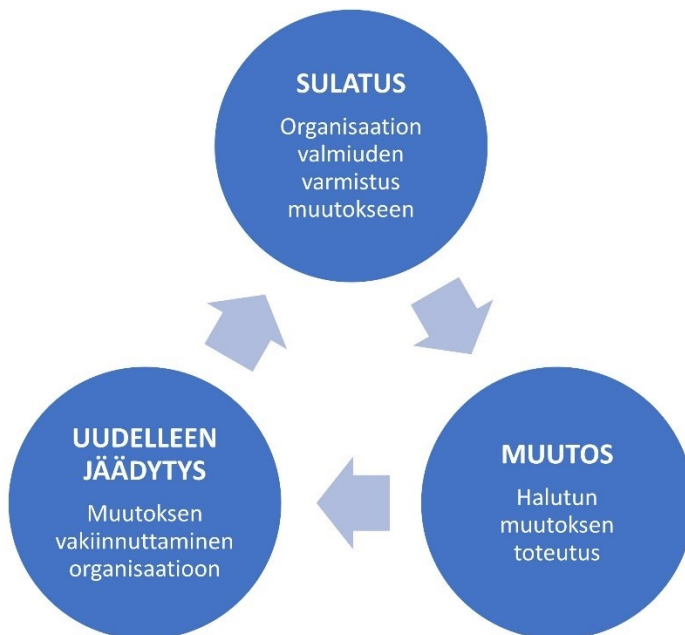 SULATUS
Organisaation
valmiuden
varmistus
muutokseen
UUDELLEEN
JÄÄDYTYS
Muutoksen
vakiinnuttaminen
organisaatioon
MUUTOS
Halutun
muutoksen
toteutus